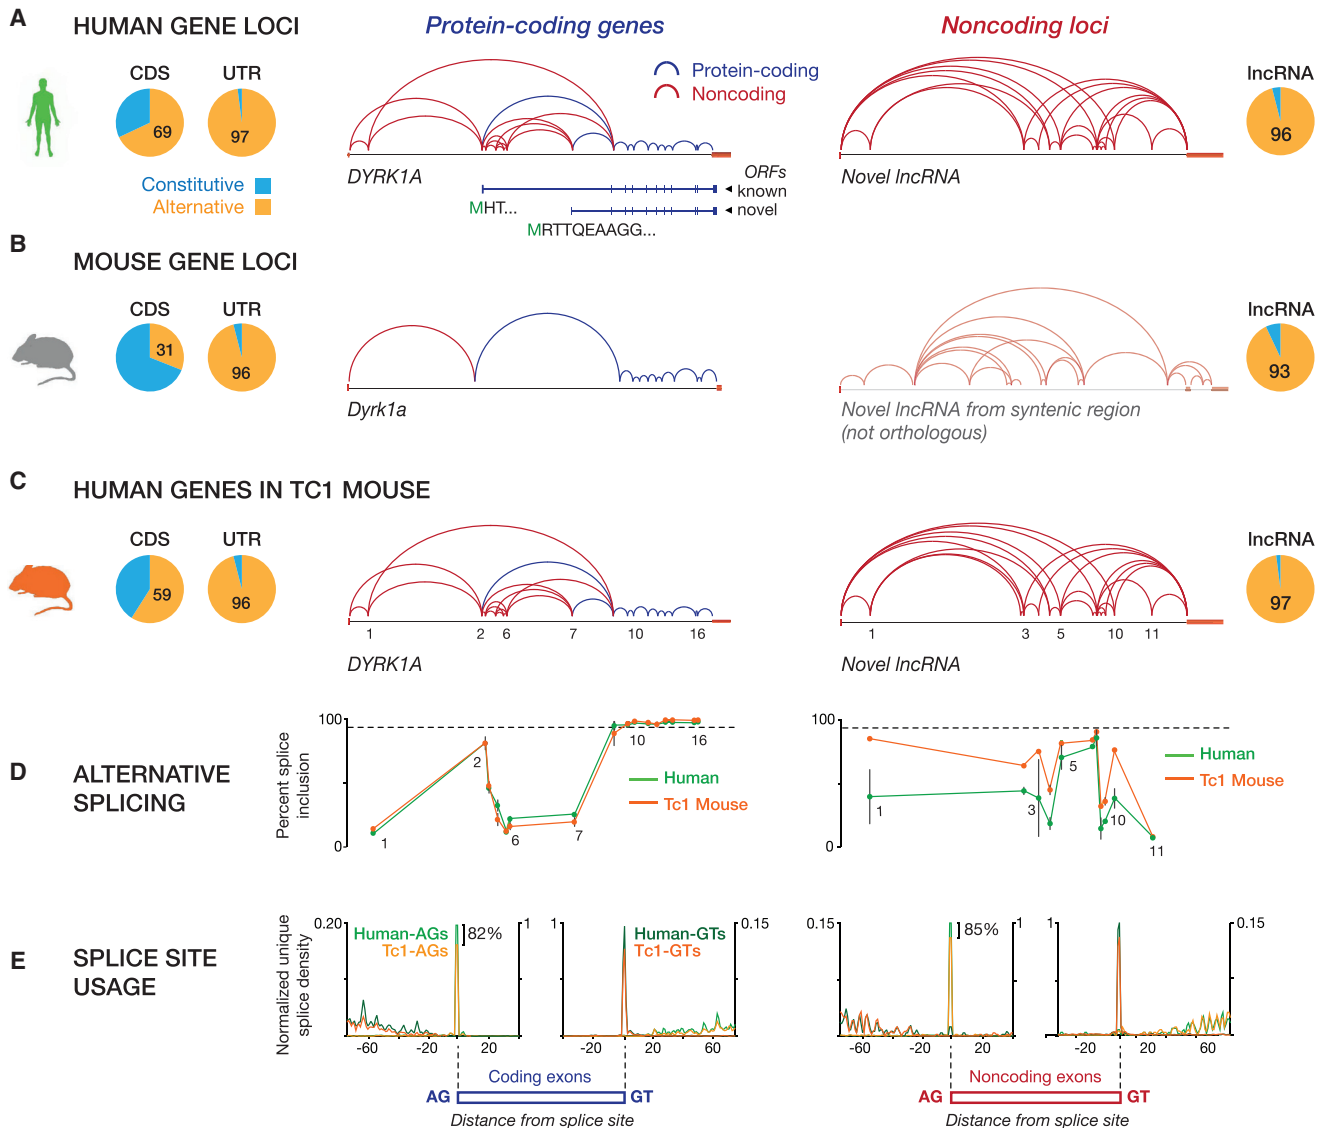 A
HUMAN GENE LOCI
Protein-coding genes
Noncoding loci
CDS
UTR
69
97
Constitutive
Alternative
Protein-coding
Noncoding
lncRNA
96
DYRK1A
ORFs
known
novel
MHT...
MRTTQEAAGG...
Novel lncRNA
B
MOUSE GENE LOCI
CDS
UTR
31
96
Dyrk1a
Novel lncRNA from syntenic region
(not orthologous)
lncRNA
93
C
HUMAN GENES IN TC1 MOUSE
CDS
UTR
59
96
1 2 6 7 10 16
DYRK1A
1 3 5 10 11
Novel lncRNA
lncRNA
97
D
ALTERNATIVE
SPLICING
Percent splice
inclusion
100
0
1
2
6
7
10
16
Human
Tc1 Mouse
100
0
1
3
5
10
11
Human
Tc1 Mouse
E
SPLICE SITE
USAGE
Normalized unique
splice density
0.20
Human-AGs
Tc1-AGs
82%
1
-60 -20 20
1
Human-GTs
Tc1-GTs
0.15
-20 20 60
AG
Coding exons
GT
Distance from splice site
0.15
85%
1
-60 -20 20
1
0.15
-20 20 60
AG
Noncoding exons
GT
Distance from splice site